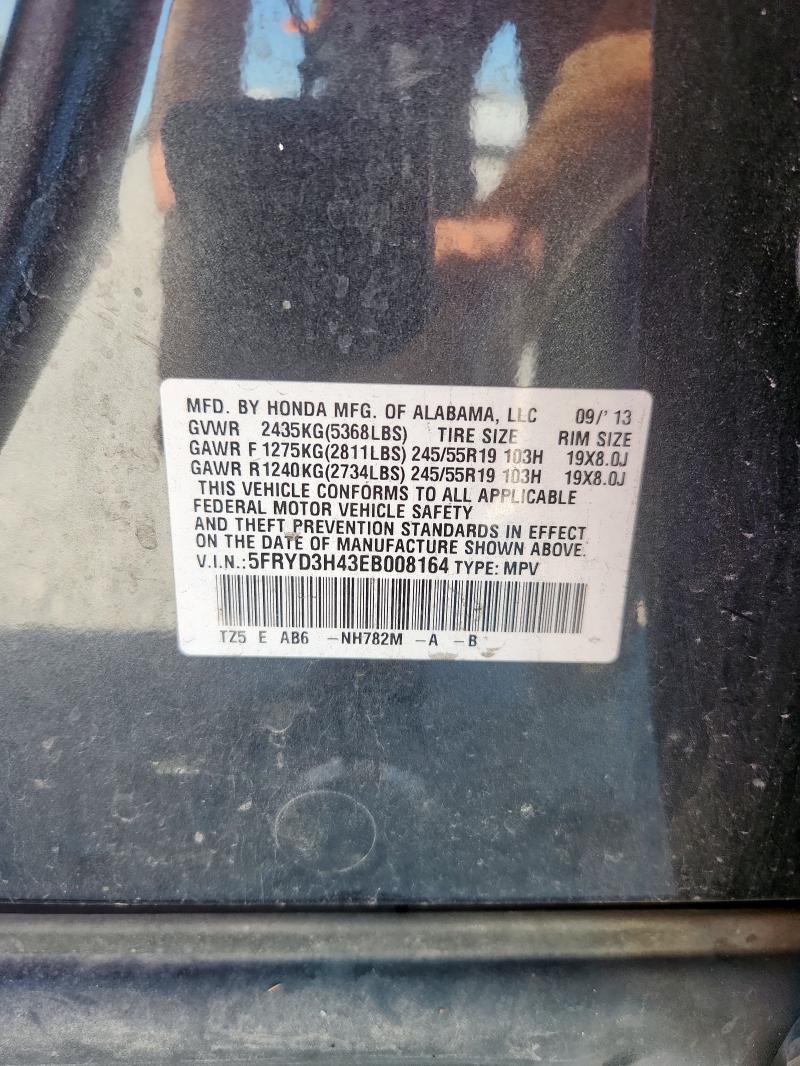 MFD. BY HONDA MFG. OF ALABAMA, LLC 09/'13
GVWR 2435KG(5368LBS) TIRE SIZE RIM SIZE
GAWR F 1275KG(2811LBS) 245/55R19 103H 19X8.0J
GAWR R 1240KG(2734LBS) 245/55R19 103H 19X8.0J
THIS VEHICLE CONFORMS TO ALL APPLICABLE
FEDERAL MOTOR VEHICLE SAFETY
AND THEFT PREVENTION STANDARDS IN EFFECT
ON THE DATE OF MANUFACTURE SHOWN ABOVE.
V.I.N.:5FRYD3H43EB008164 TYPE: MPV
TZ5 E AB6 -NH782M -A -B